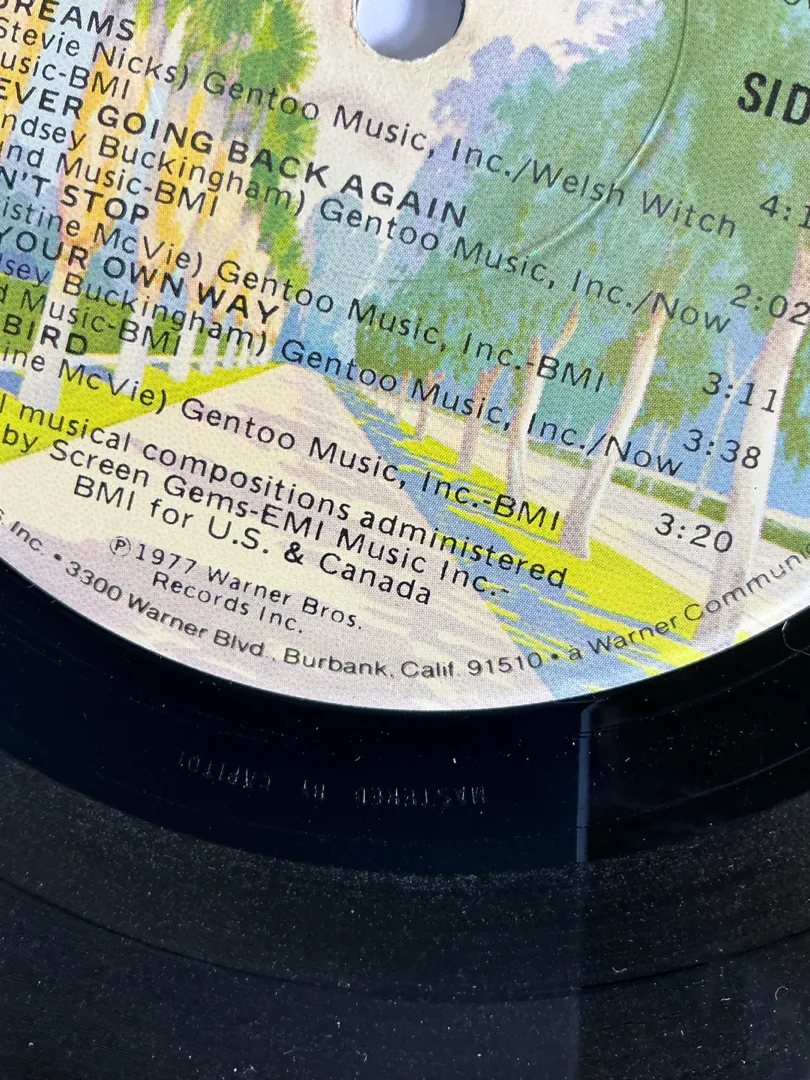 REAMS
Stevie Nicks) Gentoo Music, Inc./Welsh Witch
usic-BMI
EVER GOING BACK AGAIN
ndsey Buckingham) Gentoo Music, Inc./Now
nd Music-BMI
N'T STOP
istine McVie) Gentoo Music, Inc.-BMI
YOUR OWN WAY
sey Buckingham) Gentoo Music, Inc./Now
d Music-BMI
BIRD
ine McVie) Gentoo Music, Inc.-BMI
l musical compositions administered
by Screen Gems-EMI Music Inc.-
BMI for U.S. & Canada
SID
4:1
2:02
3:11
3:38
3:20
℗1977 Warner Bros.
Records Inc.
s, Inc. • 3300 Warner Blvd., Burbank, Calif. 91510 • a Warner Commun
MASTERED BY CAPITOL